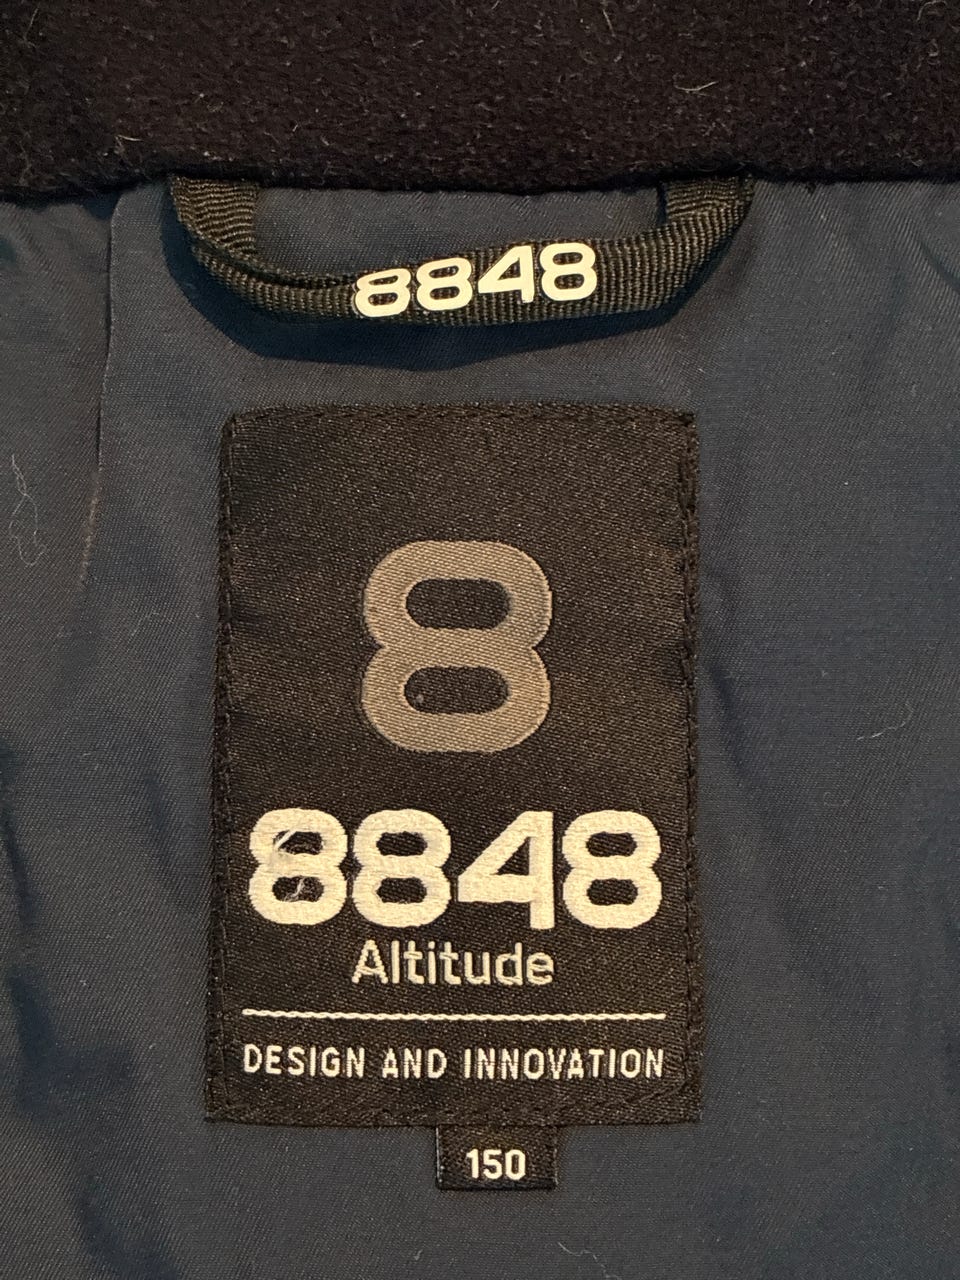 8848
8
8848
Altitude
DESIGN AND INNOVATION
150